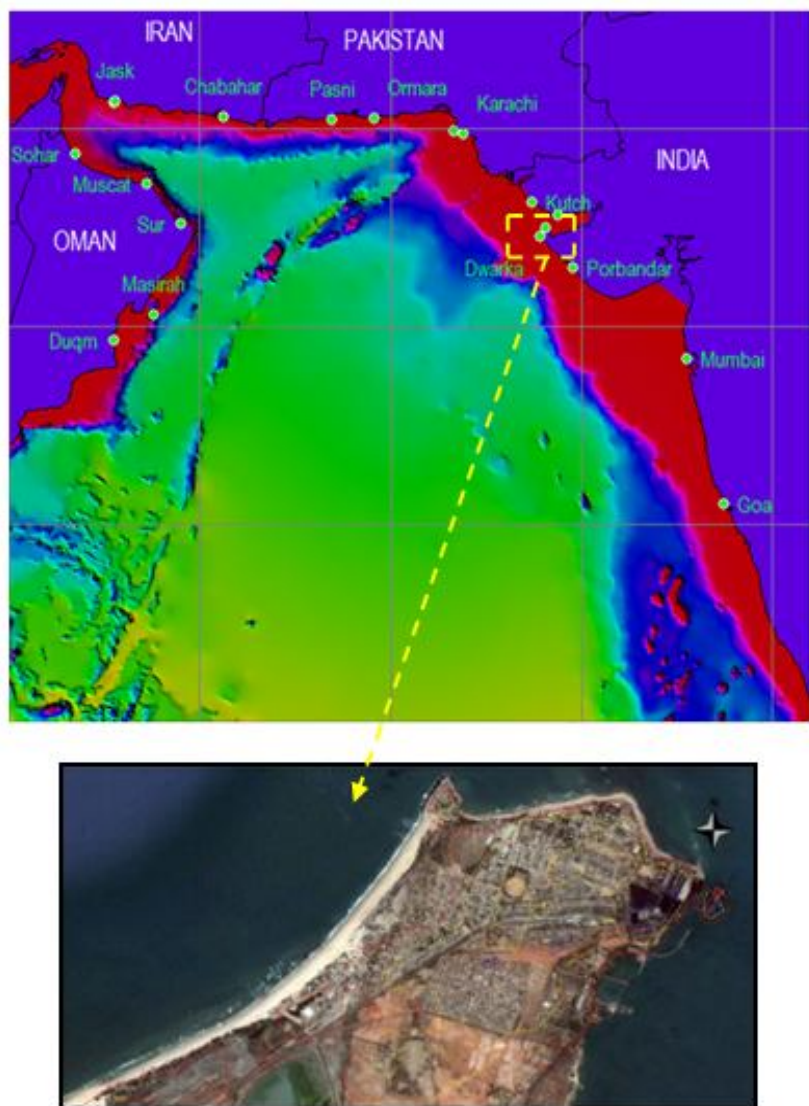 IRAN
PAKISTAN
Jask
Chabahar
Pasni
Ormara
Karachi
Sohar
INDIA
Muscat
Kutch
Sur
OMAN
Dwarka
Porbandar
Masirah
Duqm
Mumbai
Goa